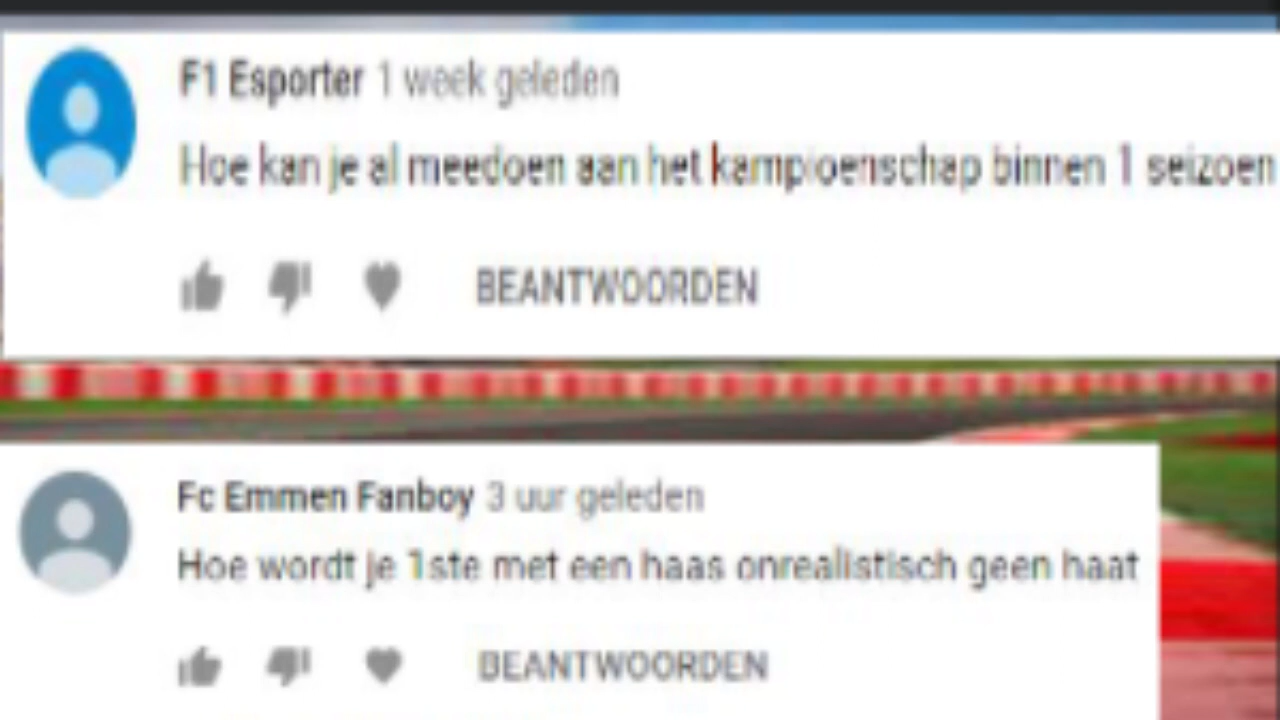 F1 Esporter 1 week geleden
Hoe kan je al meedoen aan het kampioenschap binnen 1 seizoen
BEANTWOORDEN
Fc Emmen Fanboy 3 uur geleden
Hoe wordt je 1ste met een haas onrealistisch geen haat
BEANTWOORDEN